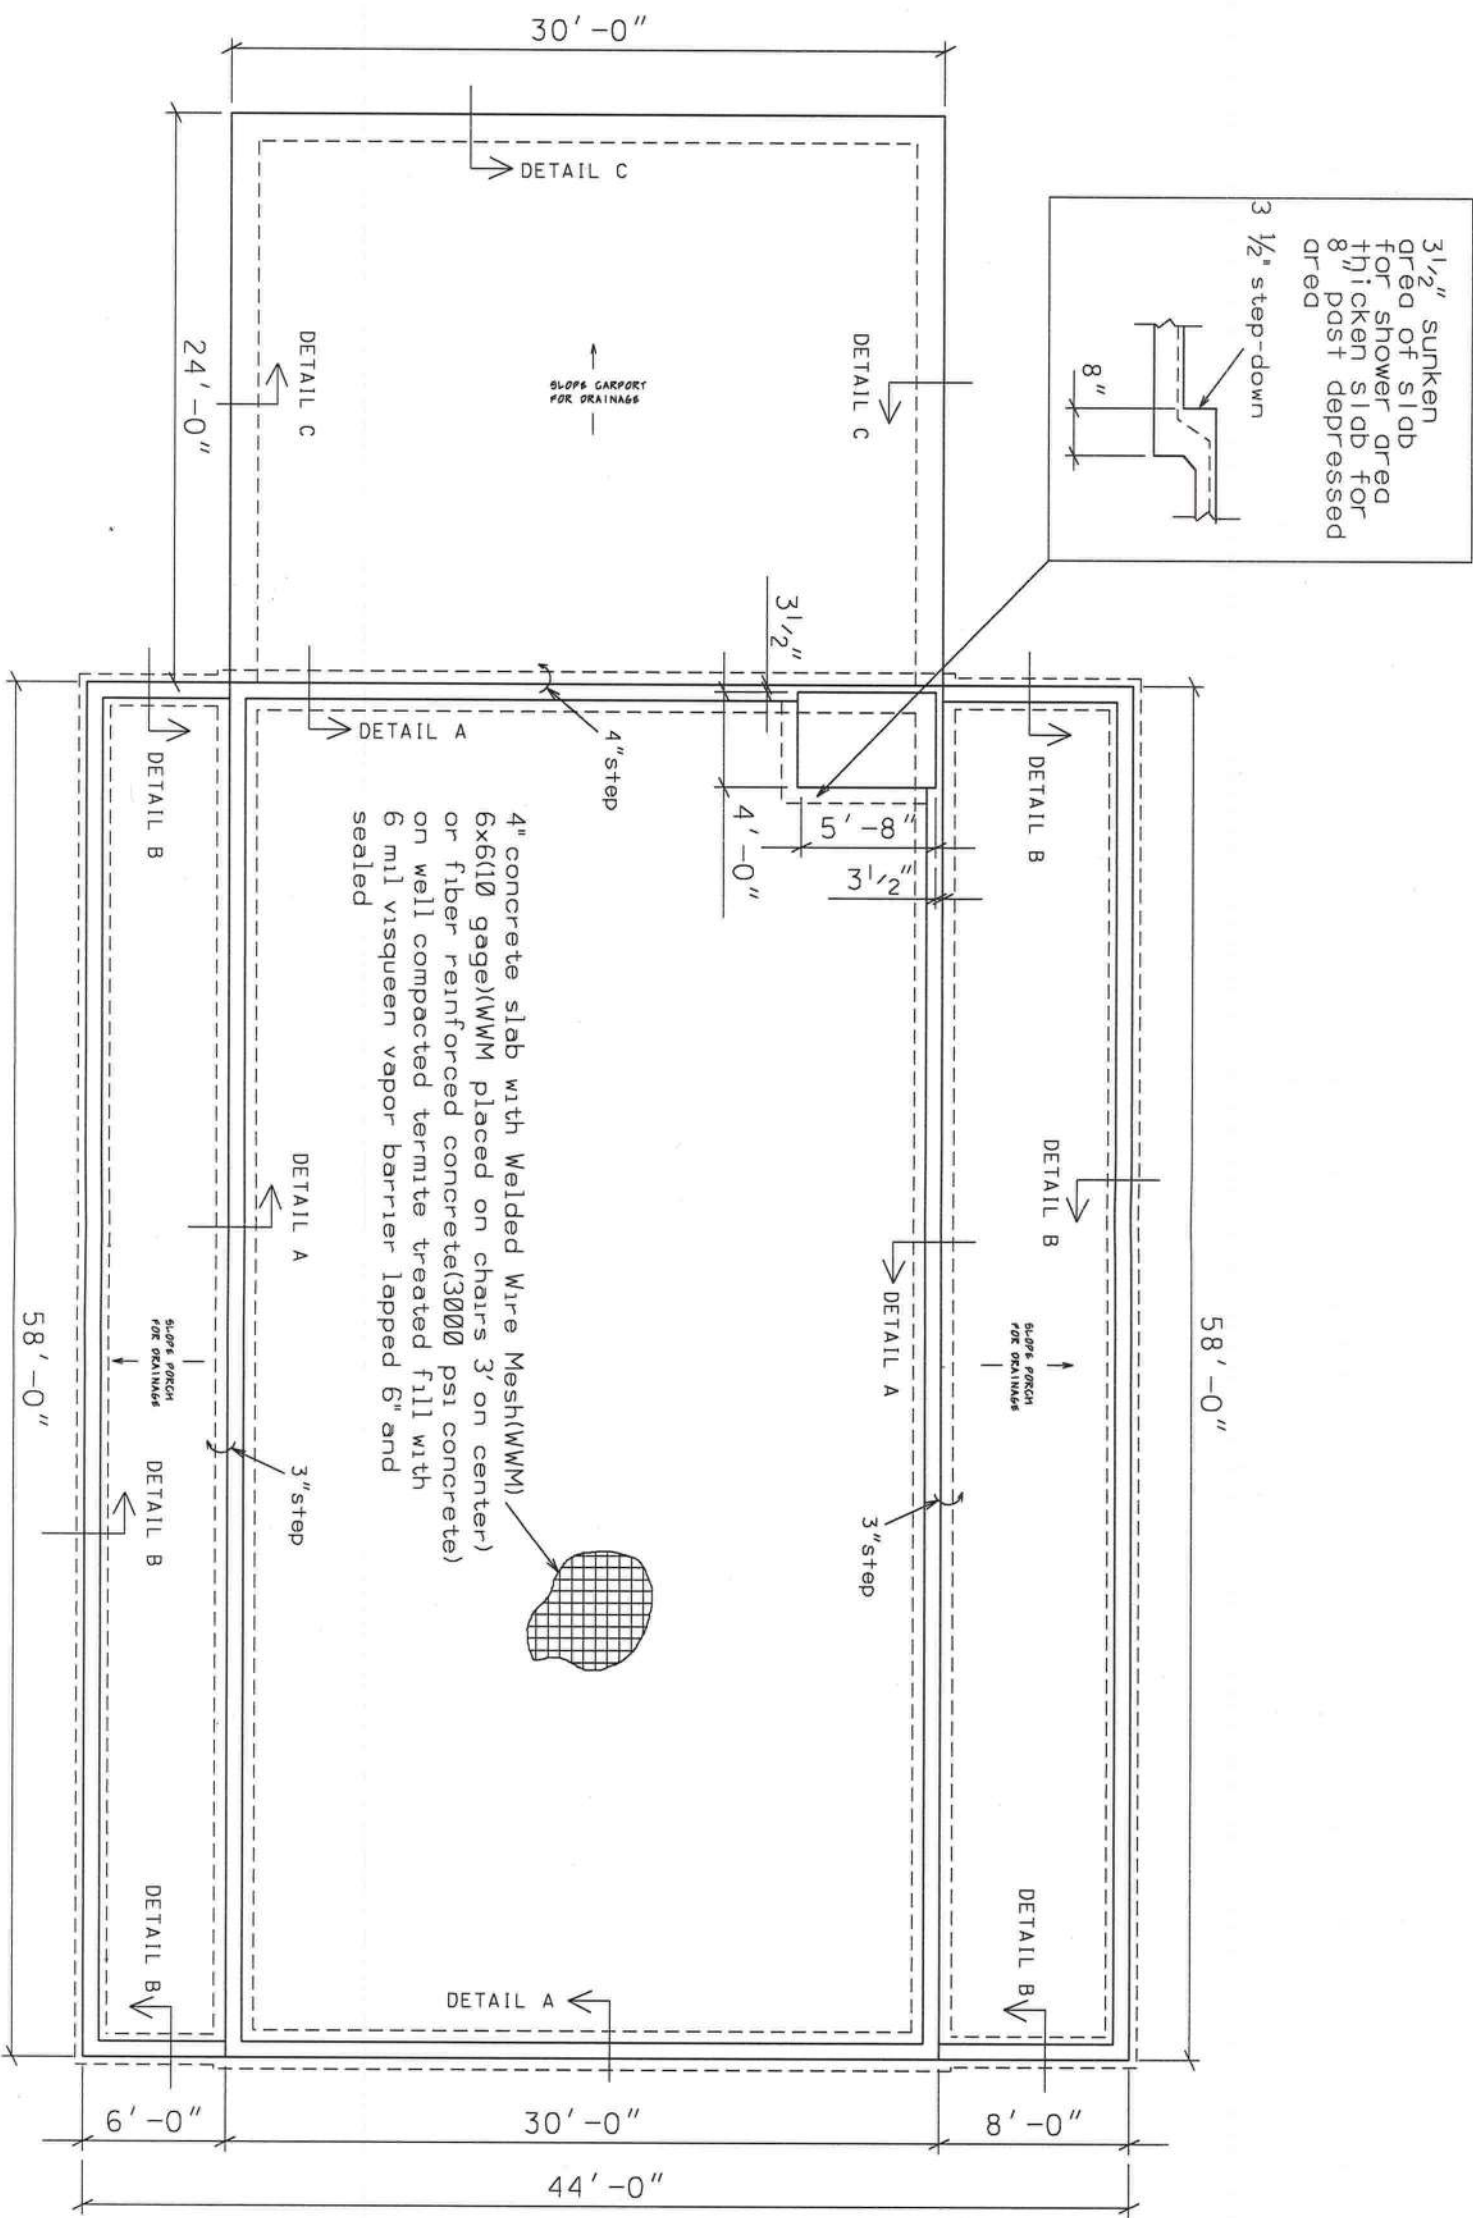 30'-0"
3 1/2" sunken
area of slab
for shower area
thicken slab for
8" past depressed
area
3 ½" step-down
8"
DETAIL C
DETAIL C
DETAIL C
24'-0"
SLOPE CARPORT
FOR DRAINAGE
3 1/2"
4"step
4'-0"
5'-8"
3 1/2"
DETAIL A
DETAIL B
DETAIL B
58'-0"
DETAIL B
DETAIL A
SLOPE PORCH
FOR DRAINAGE
3"step
4" concrete slab with Welded Wire Mesh(WWM)
6x6(10 gage)(WWM placed on chairs 3' on center)
or fiber reinforced concrete(3000 psi concrete)
on well compacted termite treated fill with
6 mil visqueen vapor barrier lapped 6" and
sealed
DETAIL A
SLOPE PORCH
FOR DRAINAGE
3"step
DETAIL B
58'-0"
DETAIL B
DETAIL A
DETAIL B
6'-0"
30'-0"
8'-0"
44'-0"